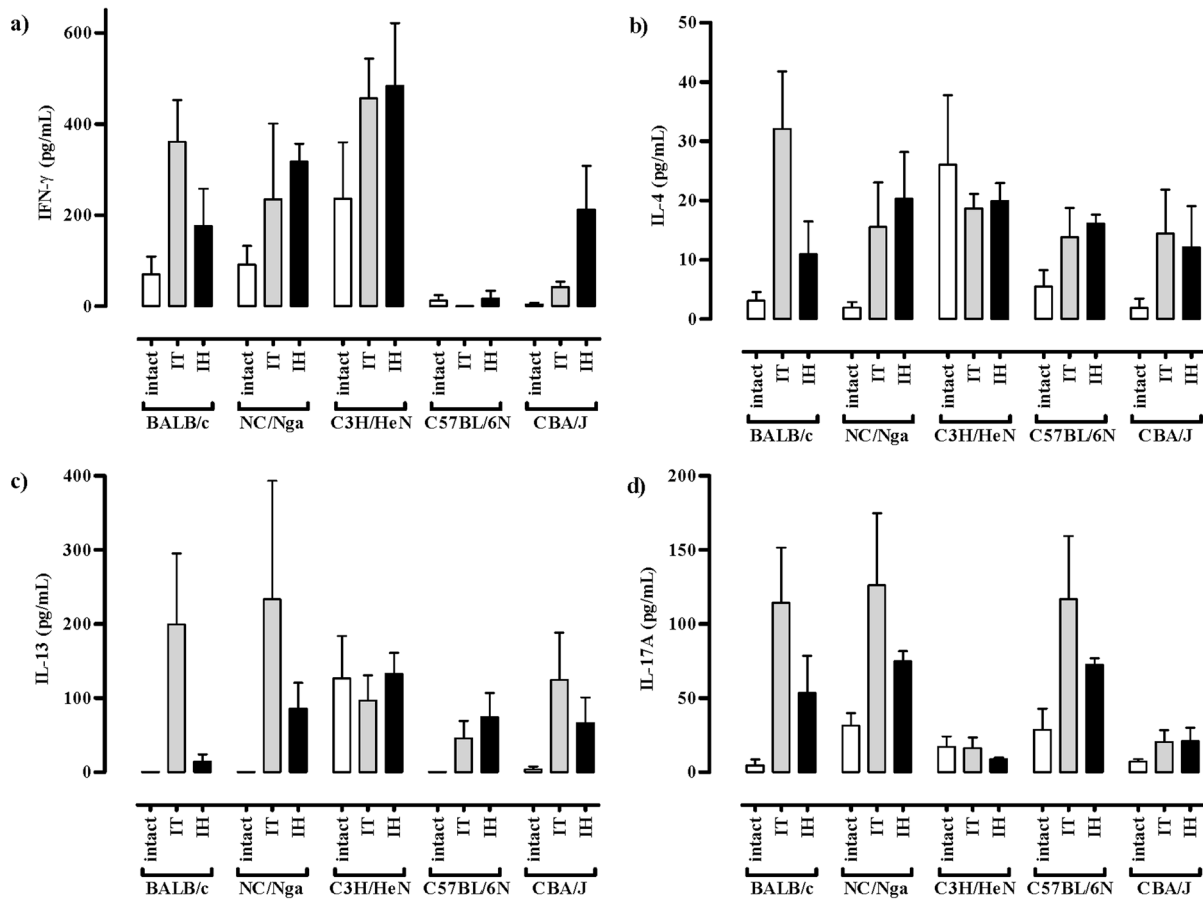 a)
IFN-γ (pg/mL)
600
400
200
0
intact IT IH intact IT IH intact IT IH intact IT IH intact IT IH
BALB/c NC/Nga C3H/HeN C57BL/6N CBA/J
b)
IL-4 (pg/mL)
50
40
30
20
10
0
intact IT IH intact IT IH intact IT IH intact IT IH intact IT IH
BALB/c NC/Nga C3H/HeN C57BL/6N CBA/J
c)
IL-13 (pg/mL)
400
300
200
100
0
intact IT IH intact IT IH intact IT IH intact IT IH intact IT IH
BALB/c NC/Nga C3H/HeN C57BL/6N CBA/J
d)
IL-17A (pg/mL)
200
150
100
50
0
intact IT IH intact IT IH intact IT IH intact IT IH intact IT IH
BALB/c NC/Nga C3H/HeN C57BL/6N CBA/J